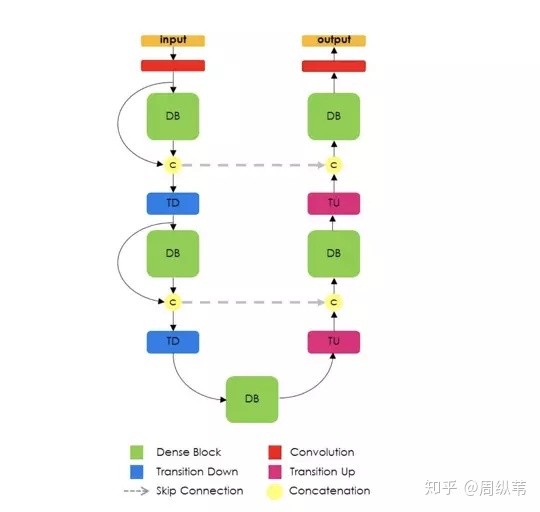 input
output
DB
DB
C
C
TD
TU
DB
DB
C
C
TD
TU
DB
Dense Block
Convolution
Transition Down
Transition Up
Skip Connection
Concatenation
知乎 @周纵苇